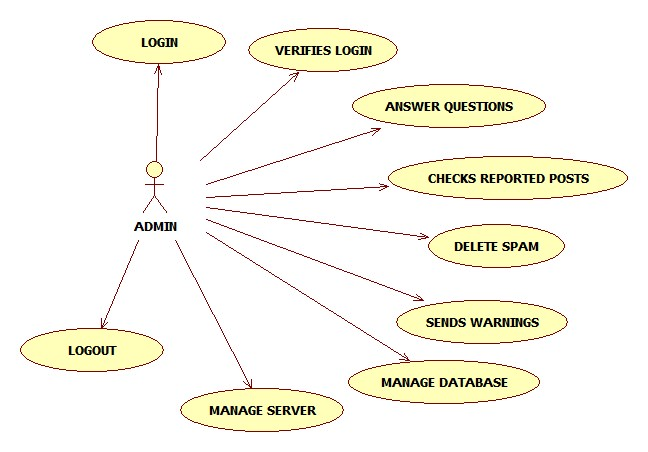 LOGIN
VERIFIES LOGIN
ANSWER QUESTIONS
CHECKS REPORTED POSTS
ADMIN
DELETE SPAM
SENDS WARNINGS
LOGOUT
MANAGE DATABASE
MANAGE SERVER